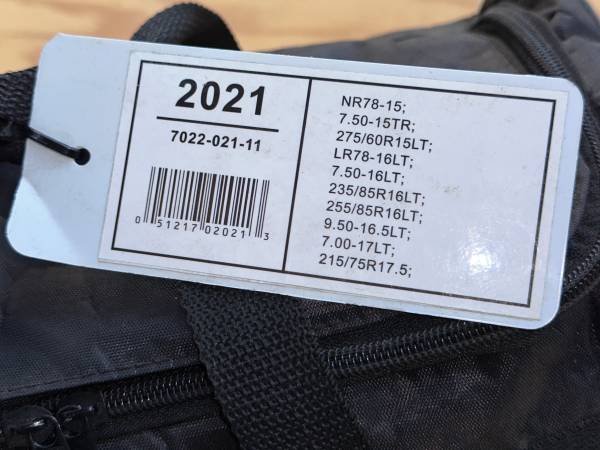 2021
7022-021-11
0 51217 02021 3
NR78-15;
7.50-15TR;
275/60R15LT;
LR78-16LT;
7.50-16LT;
235/85R16LT;
255/85R16LT;
9.50-16.5LT;
7.00-17LT;
215/75R17.5;